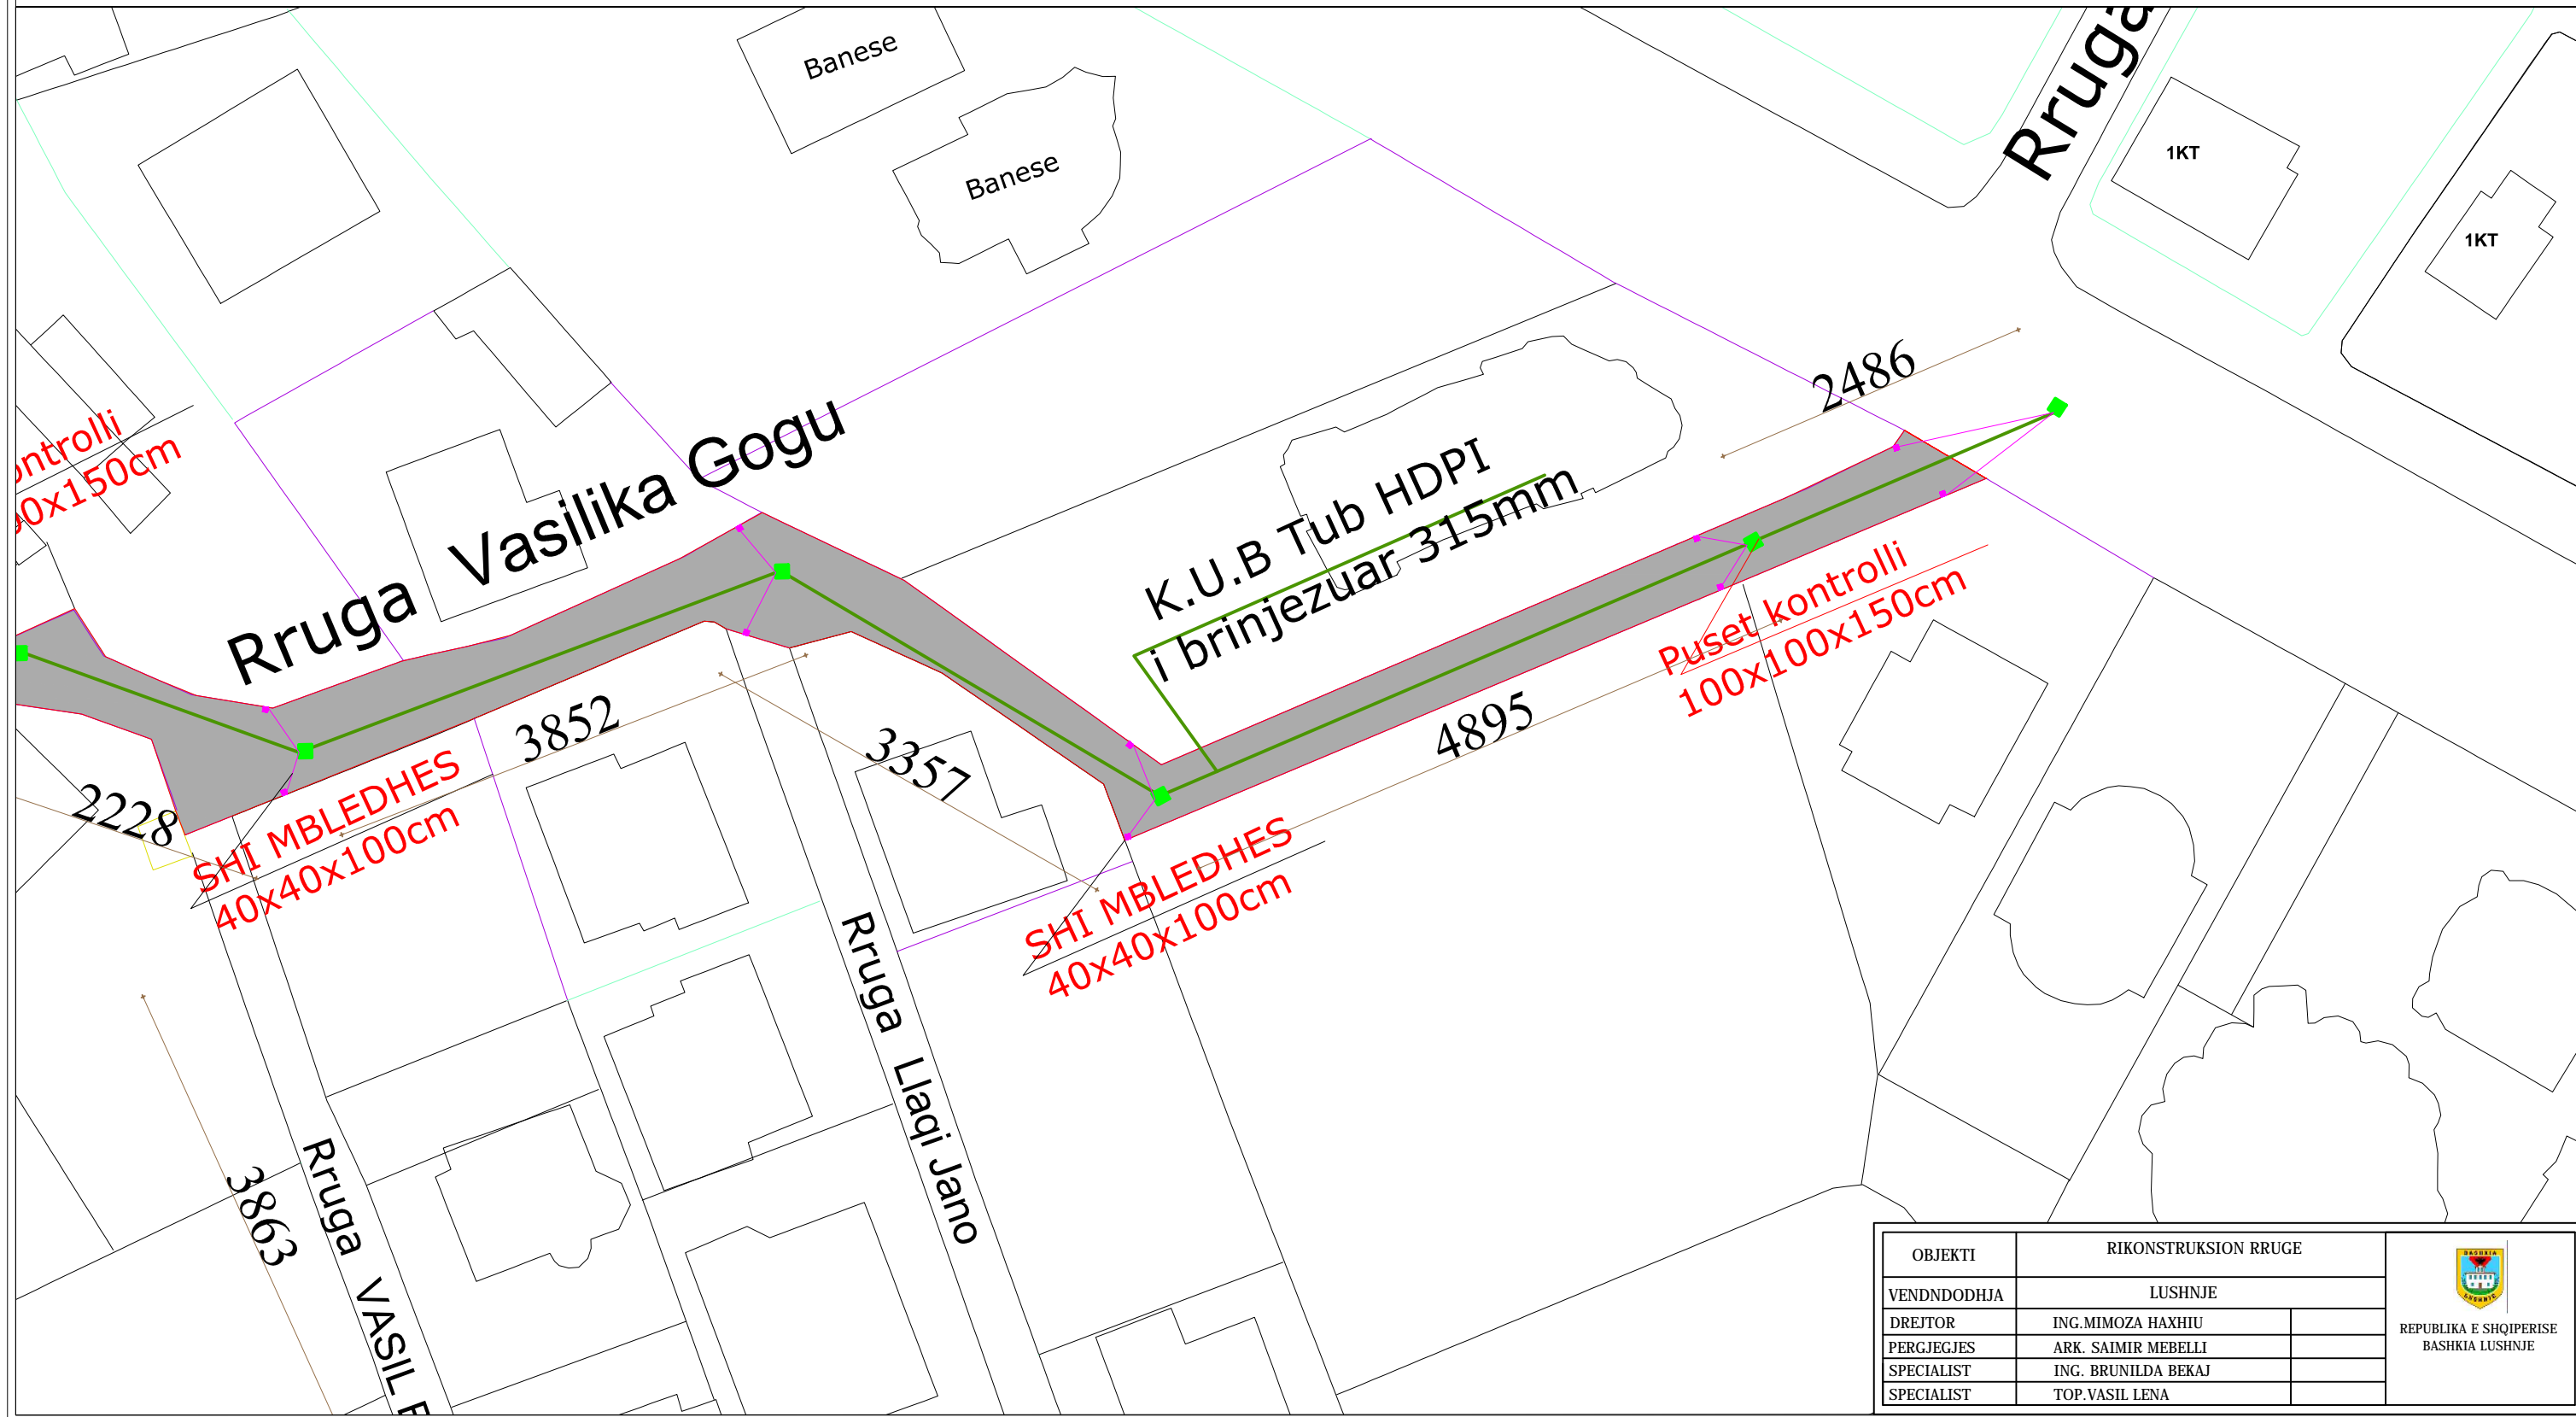 Banese
Banese
Rruga
1KT
1KT
2486
150cm
Rruga Vasilika Gogu
K.U.B Tub HDPI
i brinjezuar 315mm
Puset kontrolli
100x100x150cm
3852
3357
4895
2228
SHI MBLEDHES
40x40x100cm
SHI MBLEDHES
40x40x100cm
Rruga Llaqi Jano
3863
Rruga VASIL
OBJEKTI RIKONSTRUKSION RRUGE
VENDNDODHJA LUSHNJE
DREJTOR ING.MIMOZA HAXHIU
PERGJEGJES ARK. SAIMIR MEBELLI
SPECIALIST ING. BRUNILDA BEKAJ
SPECIALIST TOP.VASIL LENA
BASHKIA
LUSHNJE
REPUBLIKA E SHQIPERISE
BASHKIA LUSHNJE